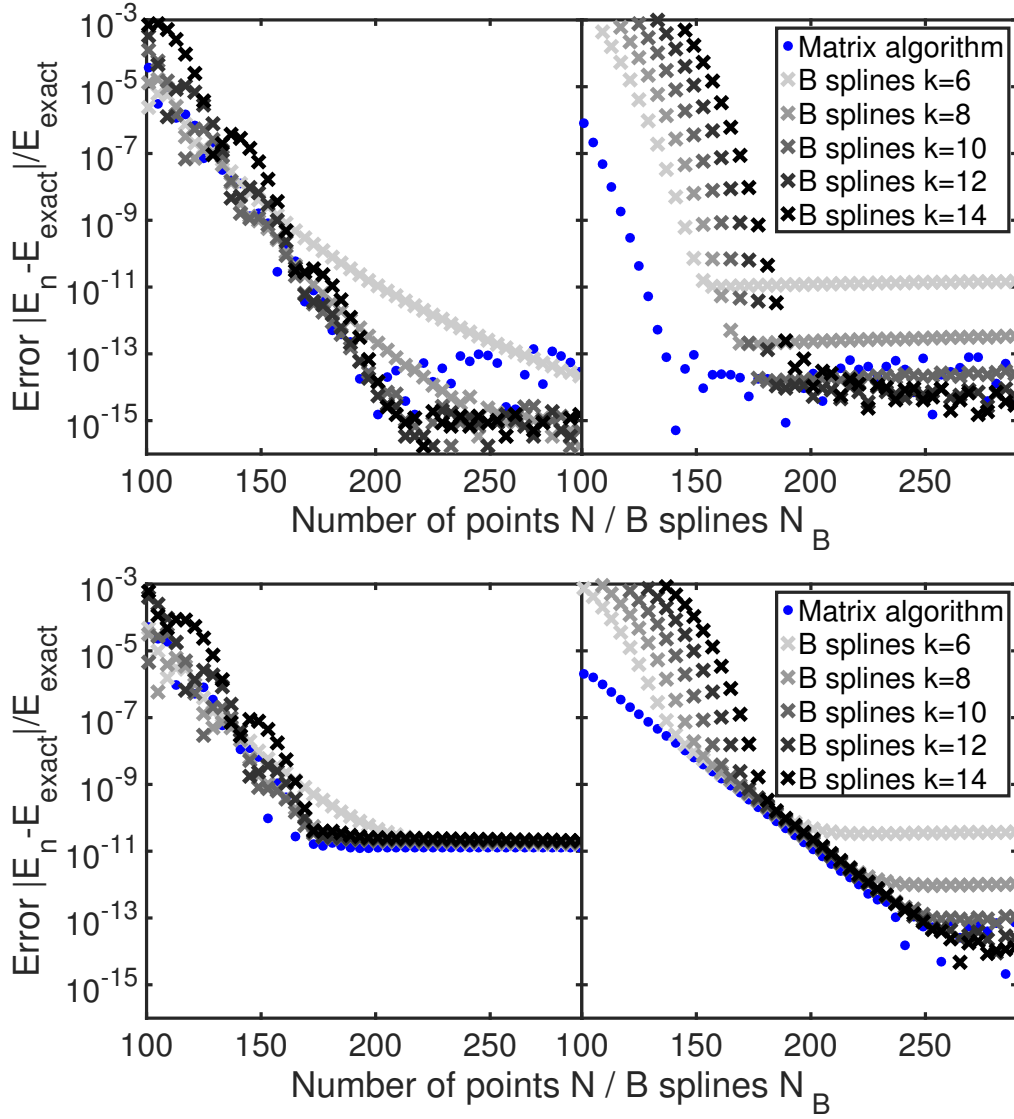 10^-3
10^-5
10^-7
10^-9
10^-11
10^-13
10^-15
Error |E_n-E_exact|/E_exact
100 150 200 250 100 150 200 250
Number of points N / B splines N_B
Matrix algorithm
B splines k=6
B splines k=8
B splines k=10
B splines k=12
B splines k=14
10^-3
10^-5
10^-7
10^-9
10^-11
10^-13
10^-15
Error |E_n-E_exact|/E_exact
100 150 200 250 100 150 200 250
Number of points N / B splines N_B
Matrix algorithm
B splines k=6
B splines k=8
B splines k=10
B splines k=12
B splines k=14